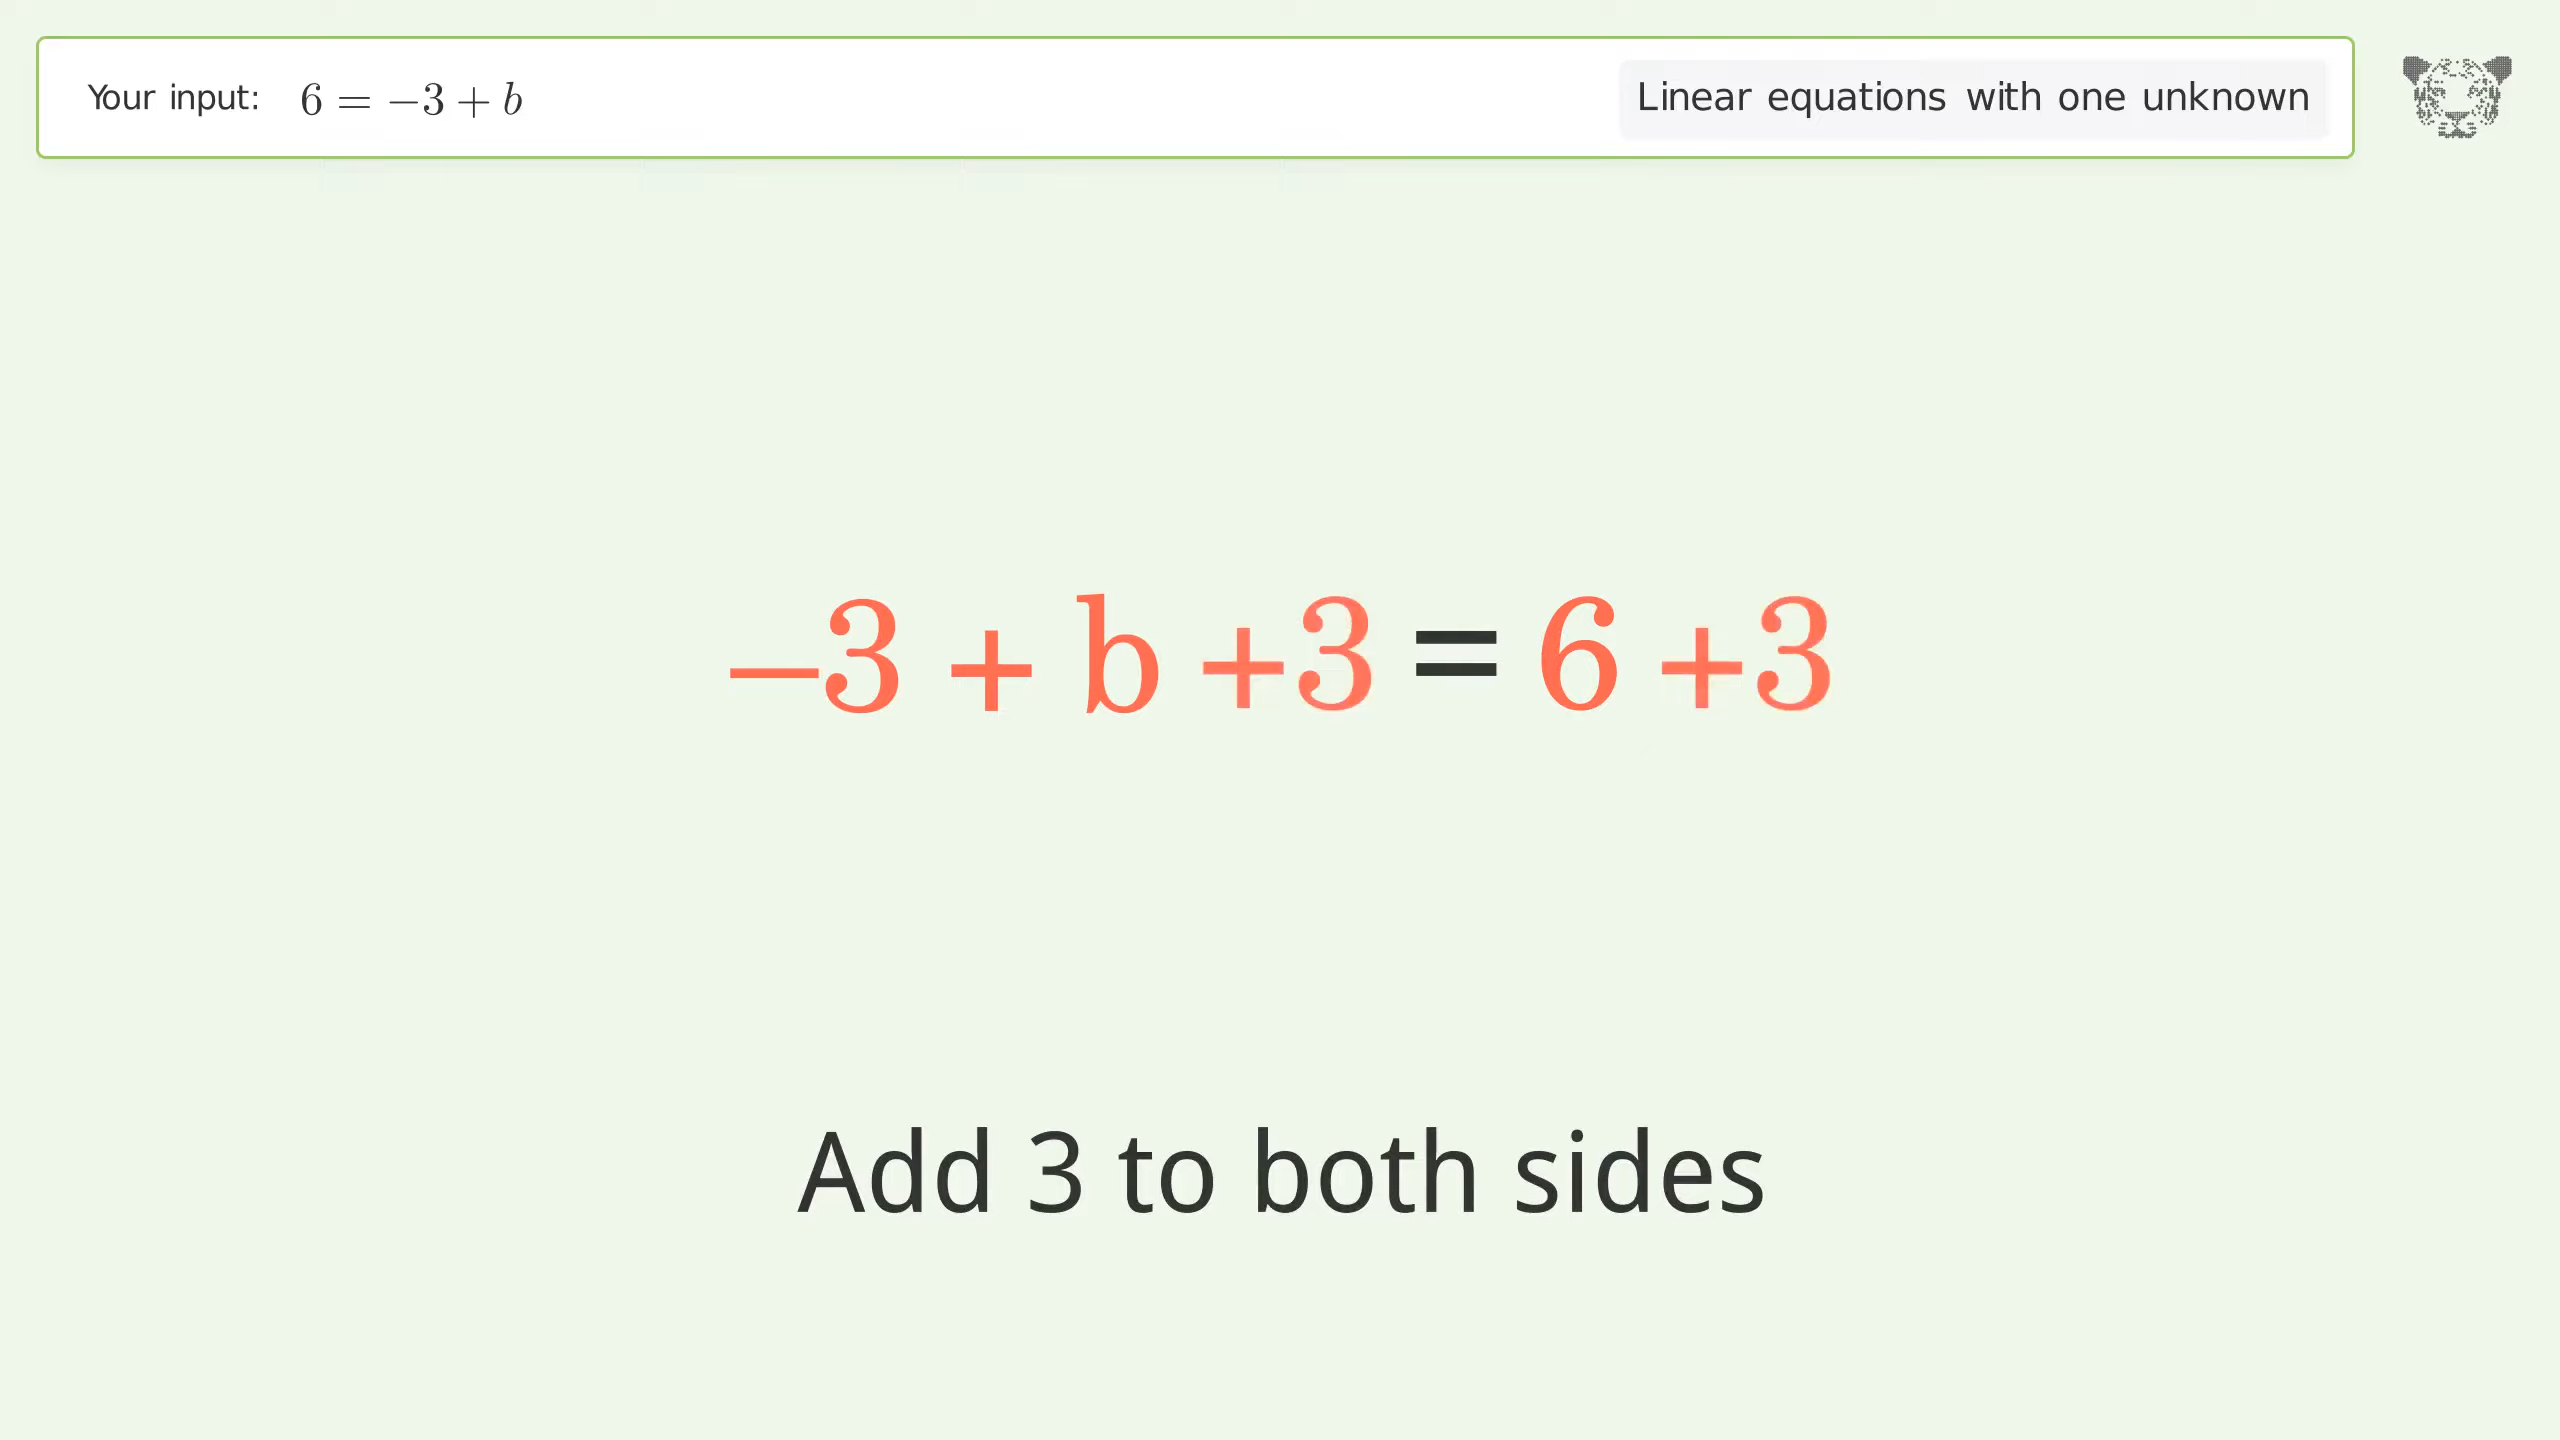 Your input: 6 = −3 + b
Linear equations with one unknown
−3 + b +3 = 6 +3
Add 3 to both sides